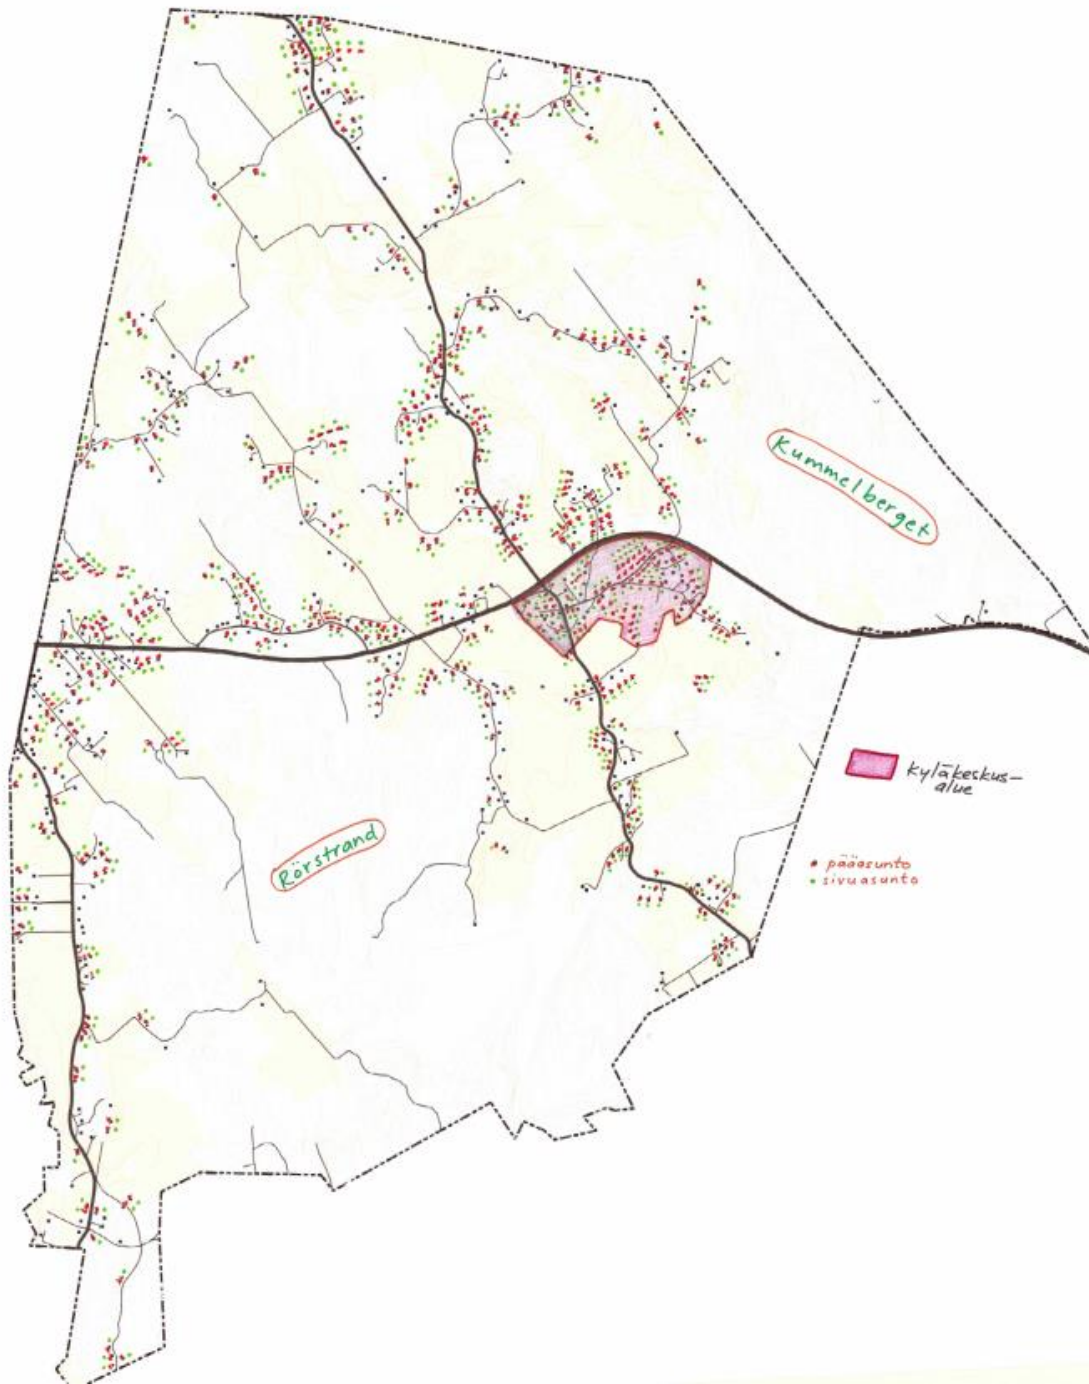 Kummelberget
kyläkeskus-
alue
Rörstrand
pääasunto
sivuasunto